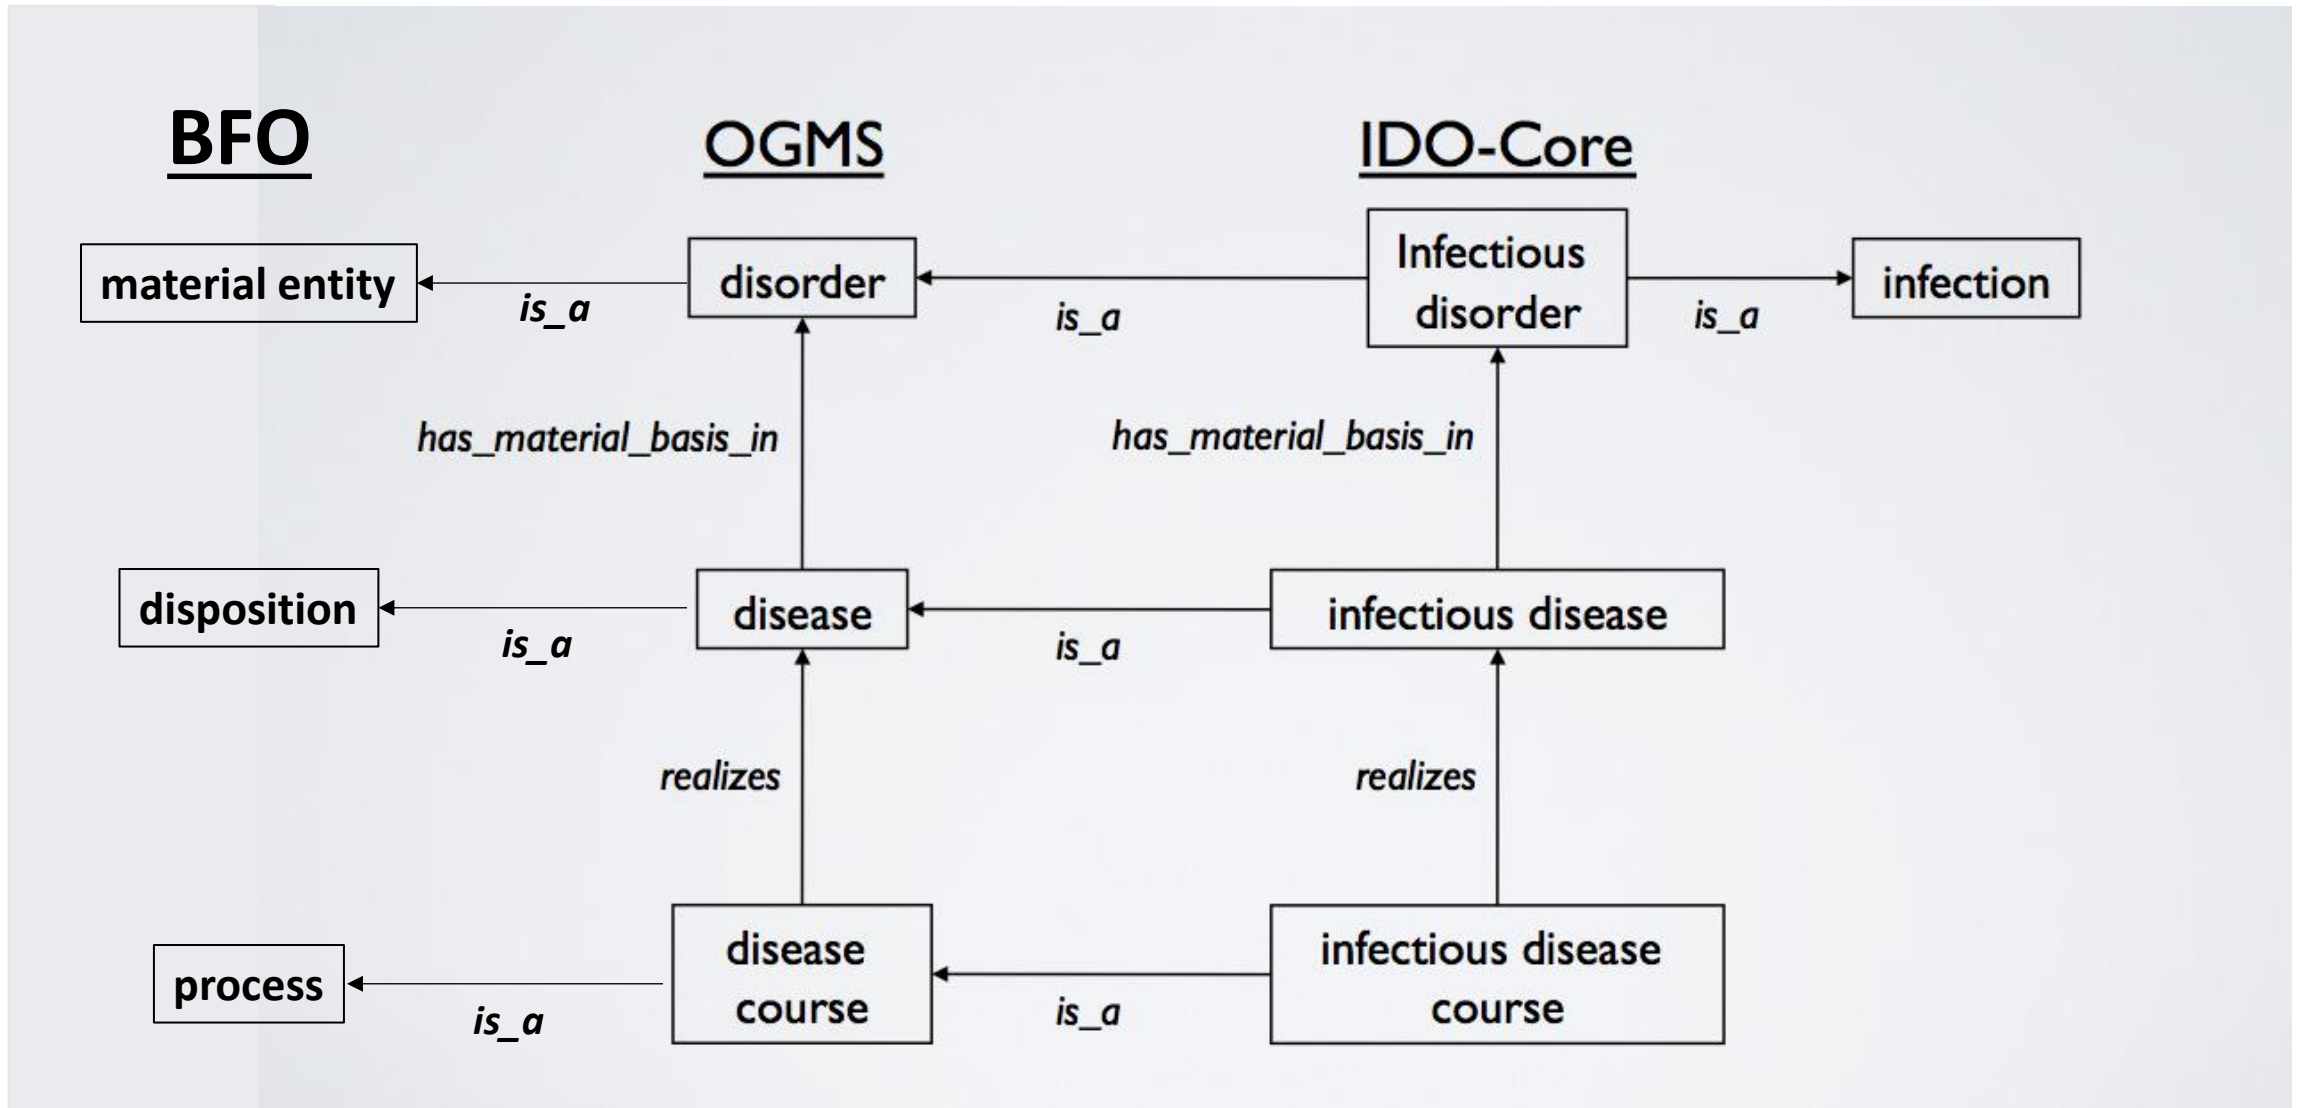 BFO
OGMS
IDO-Core
material entity
is_a
disorder
is_a
Infectious
disorder
is_a
infection
has_material_basis_in
has_material_basis_in
disposition
is_a
disease
is_a
infectious disease
realizes
realizes
process
is_a
disease
course
is_a
infectious disease
course